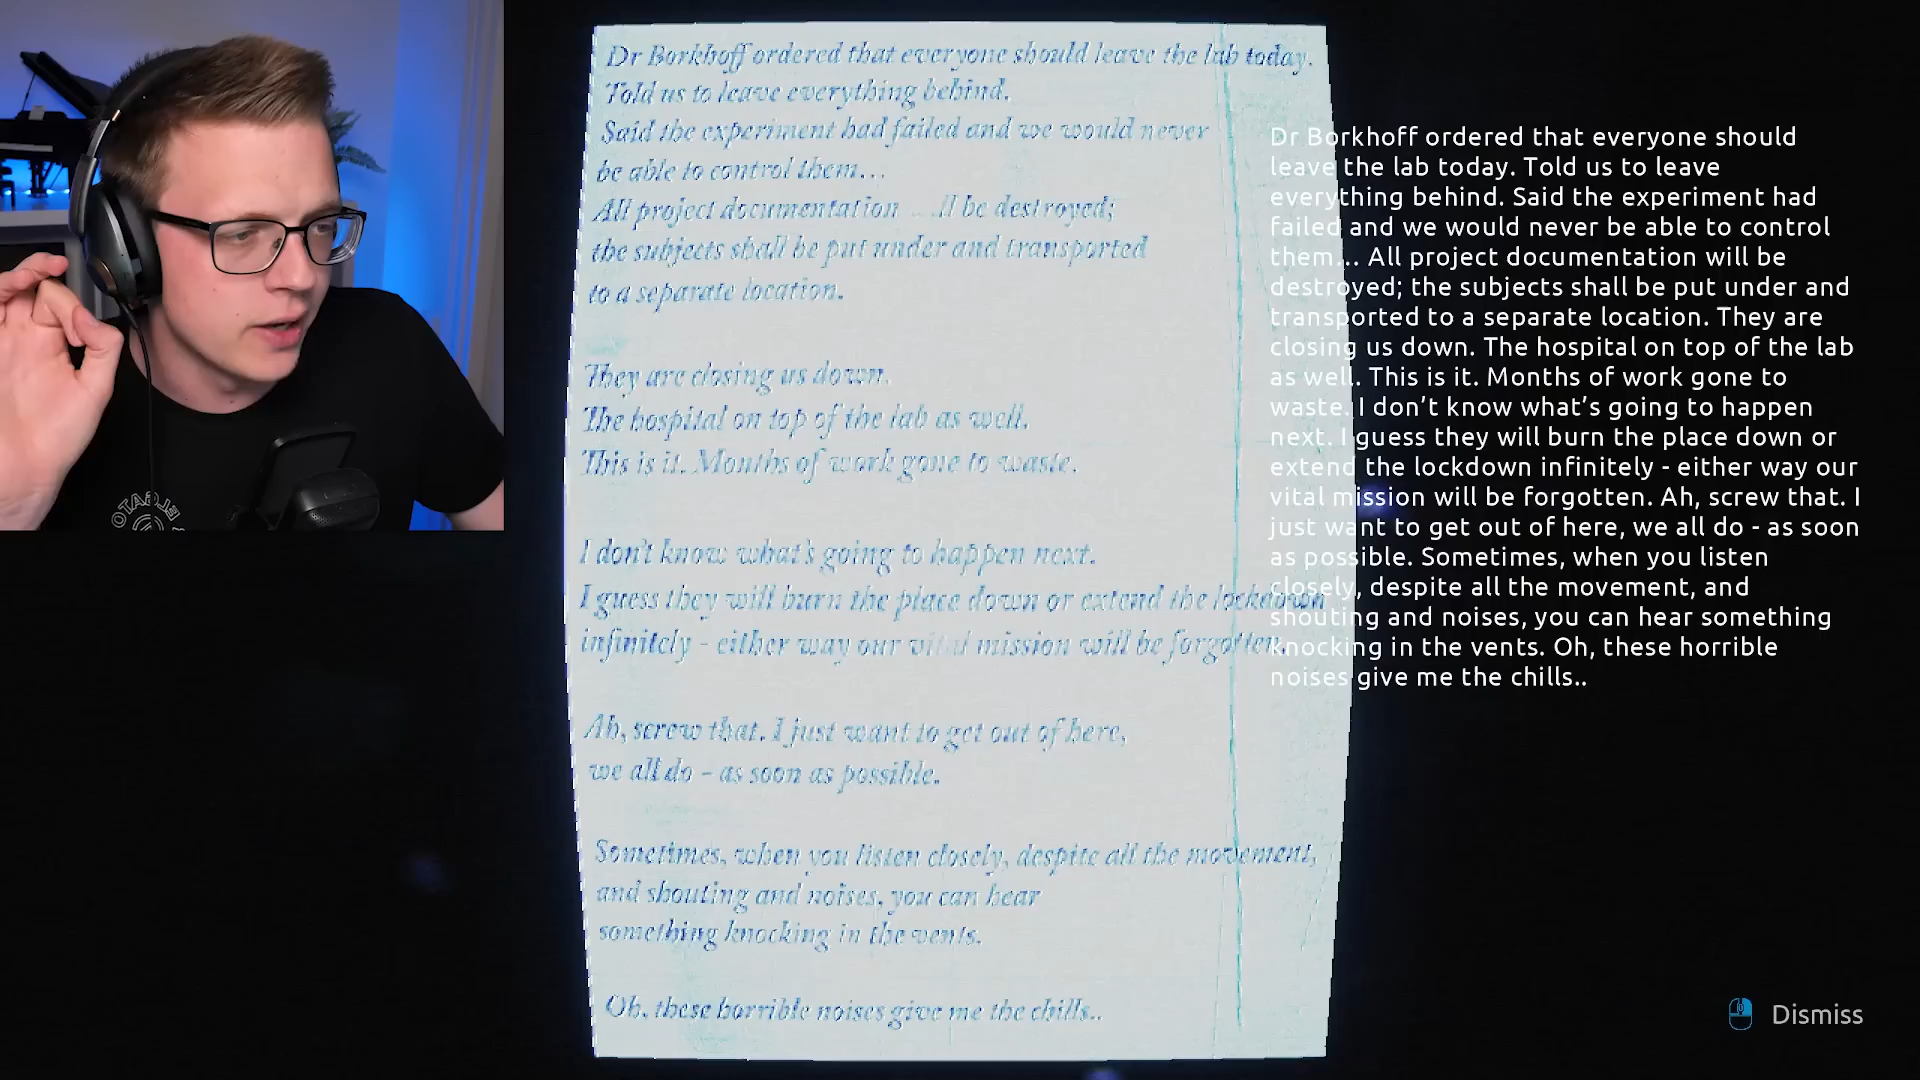 Dr Borkhoff ordered that everyone should leave the lab today.
Told us to leave everything behind.
Said the experiment had failed and we would never
be able to control them...
All project documentation ....ll be destroyed;
the subjects shall be put under and transported
to a separate location.
They are closing us down.
The hospital on top of the lab as well.
This is it. Months of work gone to waste.
I don't know what's going to happen next.
I guess they will burn the place down or extend the lockdown
infinitely - either way our vital mission will be forgotten.
Ah, screw that. I just want to get out of here,
we all do - as soon as possible.
Sometimes, when you listen closely, despite all the movement,
and shouting and noises, you can hear
something knocking in the vents.
Oh, these horrible noises give me the chills..
Dr Borkhoff ordered that everyone should
leave the lab today. Told us to leave
everything behind. Said the experiment had
failed and we would never be able to control
them... All project documentation will be
destroyed; the subjects shall be put under and
transported to a separate location. They are
closing us down. The hospital on top of the lab
as well. This is it. Months of work gone to
waste. I don’t know what’s going to happen
next. I guess they will burn the place down or
extend the lockdown infinitely - either way our
vital mission will be forgotten. Ah, screw that. I
just want to get out of here, we all do - as soon
as possible. Sometimes, when you listen
closely, despite all the movement, and
shouting and noises, you can hear something
knocking in the vents. Oh, these horrible
noises give me the chills..
Dismiss
ELGATO